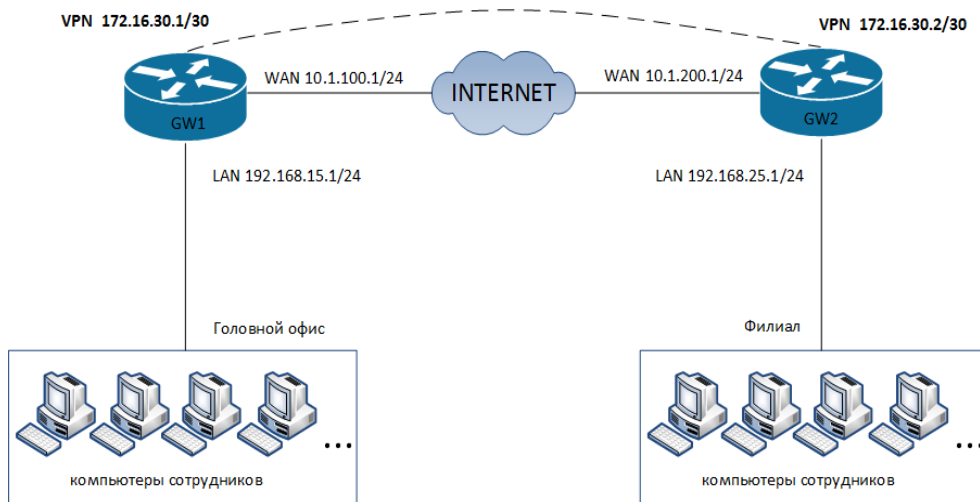 VPN 172.16.30.1/30
VPN 172.16.30.2/30
WAN 10.1.100.1/24
INTERNET
WAN 10.1.200.1/24
GW1
GW2
LAN 192.168.15.1/24
LAN 192.168.25.1/24
Головной офис
Филиал
...
...
компьютеры сотрудников
компьютеры сотрудников